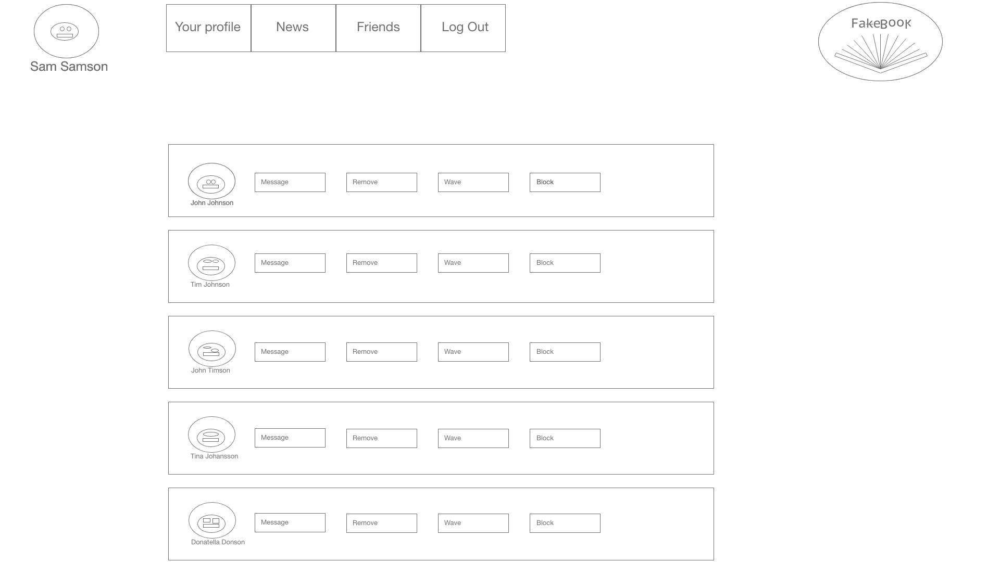 Your profile
News
Friends
Log Out
FakeBook
Sam Samson
Message
Remove
Wave
Block
John Johnson
Message
Remove
Wave
Block
Tim Johnson
Message
Remove
Wave
Block
John Timson
Message
Remove
Wave
Block
Tina Johansson
Message
Remove
Wave
Block
Donatella Donson